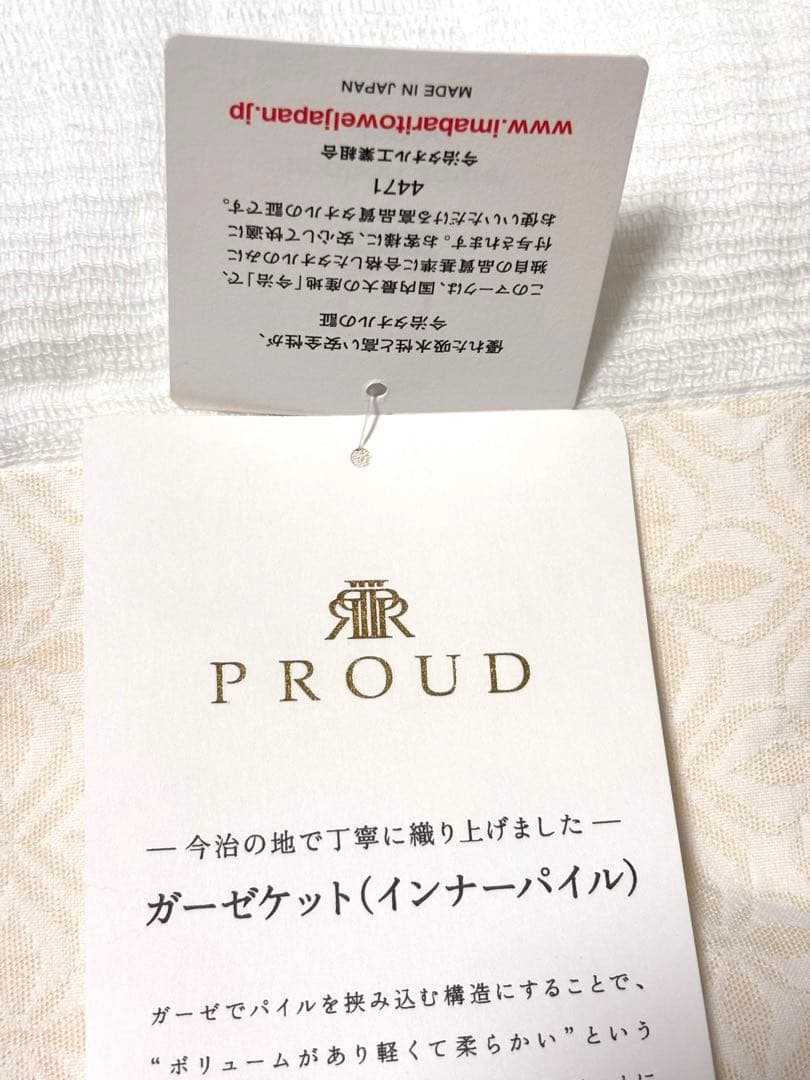 優れた吸水性と高い安全性が、
今治タオルの証
このマークは、国内最大の産地「今治」で、
独自の品質基準に合格したタオルのみに
付与されます。お客様に、安心して快適に
お使いいただける高品質タオルの証です。
4471
今治タオル工業組合
www.imabaritoweljapan.jp
MADE IN JAPAN
PROUD
― 今治の地で丁寧に織り上げました ―
ガーゼケット(インナーパイル)
ガーゼでパイルを挟み込む構造にすることで、
“ボリュームがあり軽くて柔らかい”という